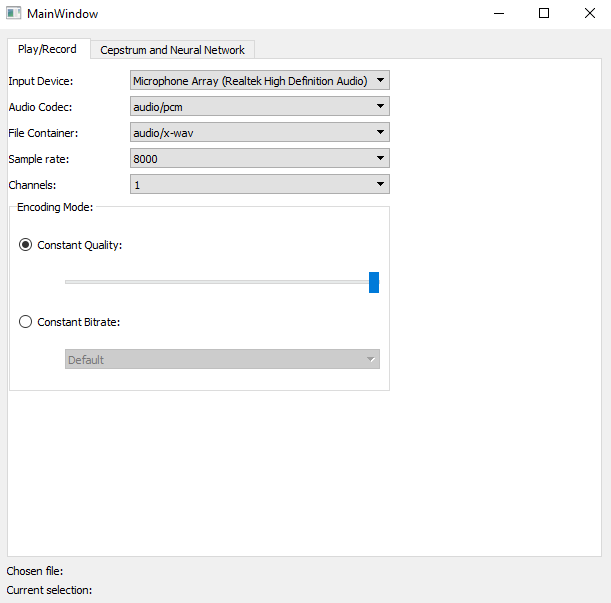 MainWindow
Play/Record
Cepstrum and Neural Network
Input Device: Microphone Array (Realtek High Definition Audio)
Audio Codec: audio/pcm
File Container: audio/x-wav
Sample rate: 8000
Channels: 1
Encoding Mode:
Constant Quality:
Constant Bitrate:
Default
Chosen file:
Current selection: